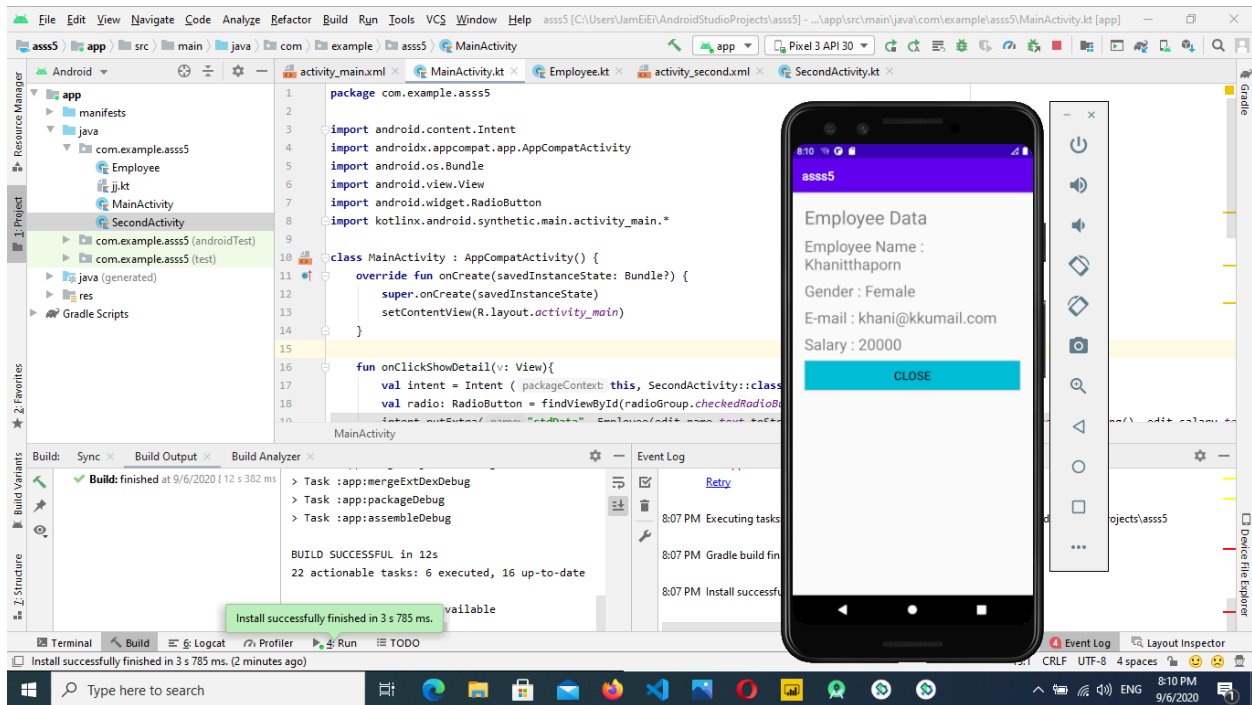 File Edit View Navigate Code Analyze Refactor Build Run Tools VCS Window Help asss5 [C:\Users\JamEiEi\AndroidStudioProjects\asss5] - ...\app\src\main\java\com\example\asss5\MainActivity.kt [app]
asss5 app src main java com example asss5 MainActivity app Pixel 3 API 30
Android activity_main.xml MainActivity.kt Employee.kt activity_second.xml SecondActivity.kt
Resource Manager
1: Project
2: Favorites
Build Variants
7: Structure
app
manifests
java
com.example.asss5
Employee
jj.kt
MainActivity
SecondActivity
com.example.asss5 (androidTest)
com.example.asss5 (test)
java (generated)
res
Gradle Scripts
1 package com.example.asss5
2
3 import android.content.Intent
4 import androidx.appcompat.app.AppCompatActivity
5 import android.os.Bundle
6 import android.view.View
7 import android.widget.RadioButton
8 import kotlinx.android.synthetic.main.activity_main.*
9
10 class MainActivity : AppCompatActivity() {
11 override fun onCreate(savedInstanceState: Bundle?) {
12 super.onCreate(savedInstanceState)
13 setContentView(R.layout.activity_main)
14 }
15
16 fun onClickShowDetail(v: View){
17 val intent = Intent ( packageContext: this, SecondActivity::class
18 val radio: RadioButton = findViewById(radioGroup.checkedRadioBu
MainActivity
8:10
asss5
Employee Data
Employee Name :
Khanitthaporn
Gender : Female
E-mail : khani@kkumail.com
Salary : 20000
CLOSE
Gradle
Device File Explorer
Build: Sync Build Output Build Analyzer
Build: finished at 9/6/2020 12 s 382 ms
> Task :app:mergeExtDexDebug
> Task :app:packageDebug
> Task :app:assembleDebug
BUILD SUCCESSFUL in 12s
22 actionable tasks: 6 executed, 16 up-to-date
Install successfully finished in 3 s 785 ms.
Event Log
Retry
8:07 PM Executing tasks
8:07 PM Gradle build fin
8:07 PM Install successfu
Terminal Build 6: Logcat Profiler 4: Run TODO 4 Event Log Layout Inspector
Install successfully finished in 3 s 785 ms. (2 minutes ago) CRLF UTF-8 4 spaces
Type here to search ENG 8:10 PM
9/6/2020
1